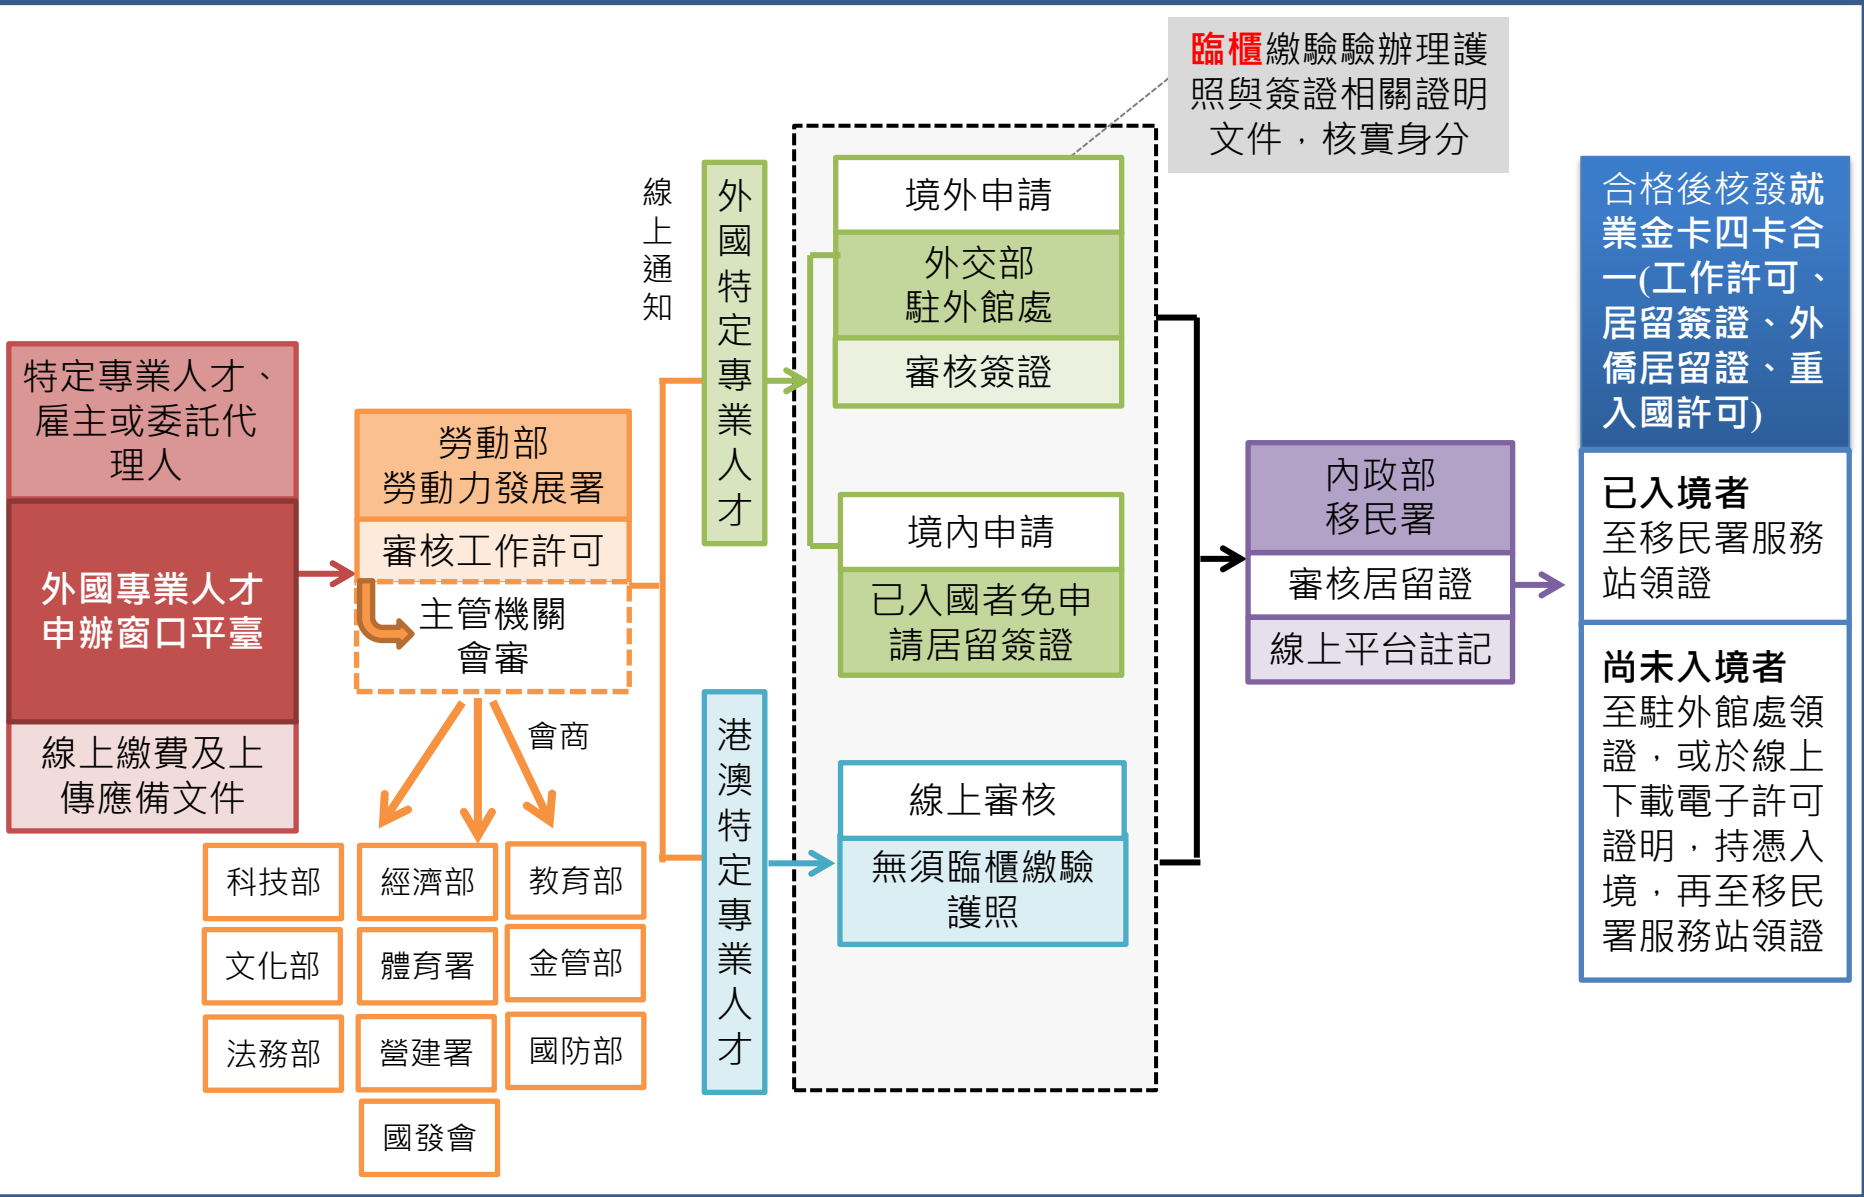 臨櫃繳驗驗辦理護
照與簽證相關證明
文件，核實身分
特定專業人才、
雇主或委託代
理人
外國專業人才
申辦窗口平臺
線上繳費及上
傳應備文件
勞動部
勞動力發展署
審核工作許可
主管機關
會審
會商
科技部
經濟部
教育部
文化部
體育署
金管部
法務部
營建署
國防部
國發會
線上通知
外國特定專業人才
境外申請
外交部
駐外館處
審核簽證
境內申請
已入國者免申
請居留簽證
港澳特定專業人才
線上審核
無須臨櫃繳驗
護照
內政部
移民署
審核居留證
線上平台註記
合格後核發就
業金卡四卡合
一(工作許可、
居留簽證、外
僑居留證、重
入國許可)
已入境者
至移民署服務
站領證
尚未入境者
至駐外館處領
證，或於線上
下載電子許可
證明，持憑入
境，再至移民
署服務站領證